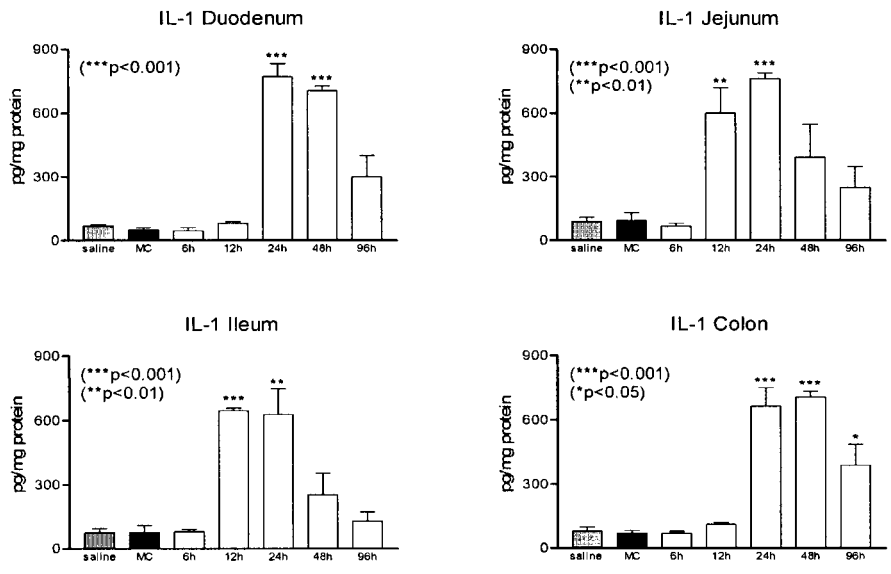 IL-1 Duodenum
900
600
300
0
pg/mg protein
(***p<0.001)
*** ***
saline MC 6h 12h 24h 48h 96h
IL-1 Jejunum
900
600
300
0
pg/mg protein
(***p<0.001)
(**p<0.01)
** ***
saline MC 6h 12h 24h 48h 96h
IL-1 Ileum
900
600
300
0
pg/mg protein
(***p<0.001)
(**p<0.01)
*** **
saline MC 6h 12h 24h 48h 96h
IL-1 Colon
900
600
300
0
pg/mg protein
(***p<0.001)
(*p<0.05)
*** *** *
saline MC 6h 12h 24h 48h 96h